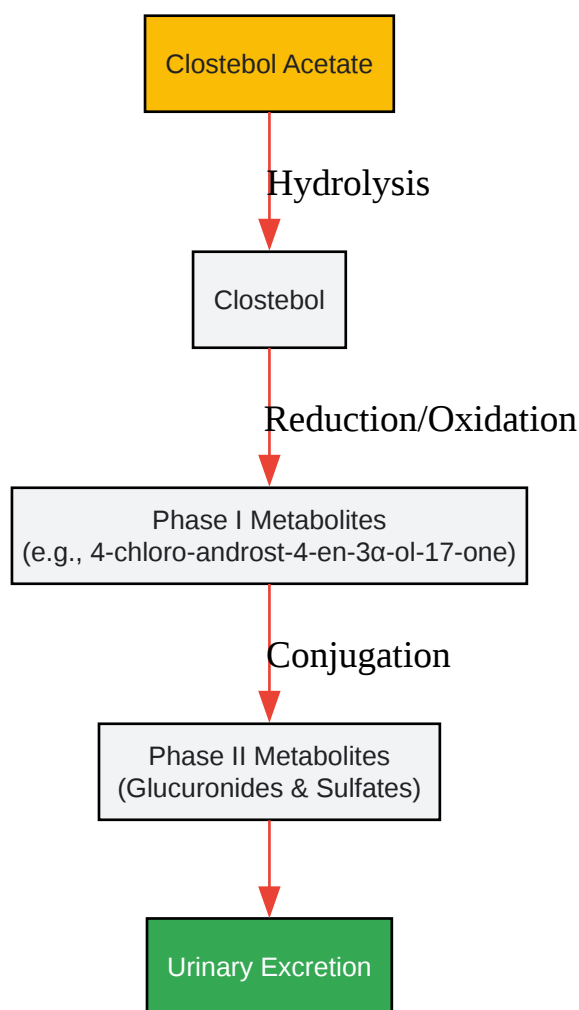 Clostebol Acetate
Hydrolysis
Clostebol
Reduction/Oxidation
Phase I Metabolites
(e.g., 4-chloro-androst-4-en-3α-ol-17-one)
Conjugation
Phase II Metabolites
(Glucuronides & Sulfates)
Urinary Excretion